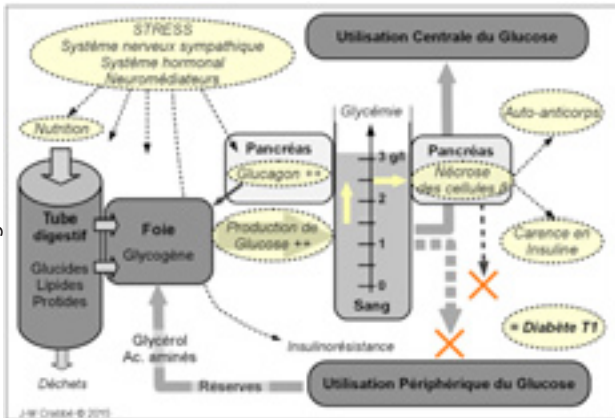 STRESS
Système nerveux sympathique
Système hormonal
Neuromédiateurs
Utilisation Centrale du Glucose
Nutrition
Glycémie
Auto-anticorps
Pancréas
Glucagon ++
3 g/l
2
1
0
Sang
Pancréas
Nécrose
des cellules β
Tube
digestif
Glucides
Lipides
Protides
Foie
Glycogène
Production de
Glucose ++
Carence en
Insuline
= Diabète T1
Glycérol
Ac. aminés
Insulinorésistance
Réserves
Utilisation Périphérique du Glucose
Déchets